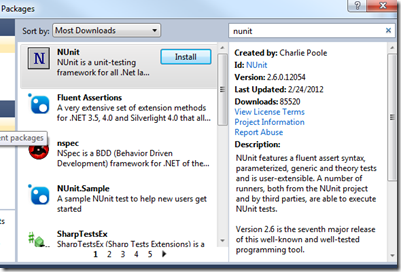 Packages
Sort by: Most Downloads
nunit
NUnit
NUnit is a unit-testing
framework for all .Net la...
Install
Fluent Assertions
A very extensive set of extension methods
for .NET 3.5, 4.0 and Silverlight 4.0 that all...
ent packages
nspec
NSpec is a BDD (Behavior Driven
Development) framework for .NET of the...
NUnit.Sample
A sample NUnit test to help new users get
started
SharpTestsEx
SharpTestsEx (Sharp Tests Extensions) is a
1 2 3 4 5
Created by: Charlie Poole
Id: NUnit
Version: 2.6.0.12054
Last Updated: 2/24/2012
Downloads: 85520
View License Terms
Project Information
Report Abuse
Description:
NUnit features a fluent assert syntax,
parameterized, generic and theory tests
and is user-extensible. A number of
runners, both from the NUnit project
and by third parties, are able to execute
NUnit tests.
Version 2.6 is the seventh major release
of this well-known and well-tested
programming tool.